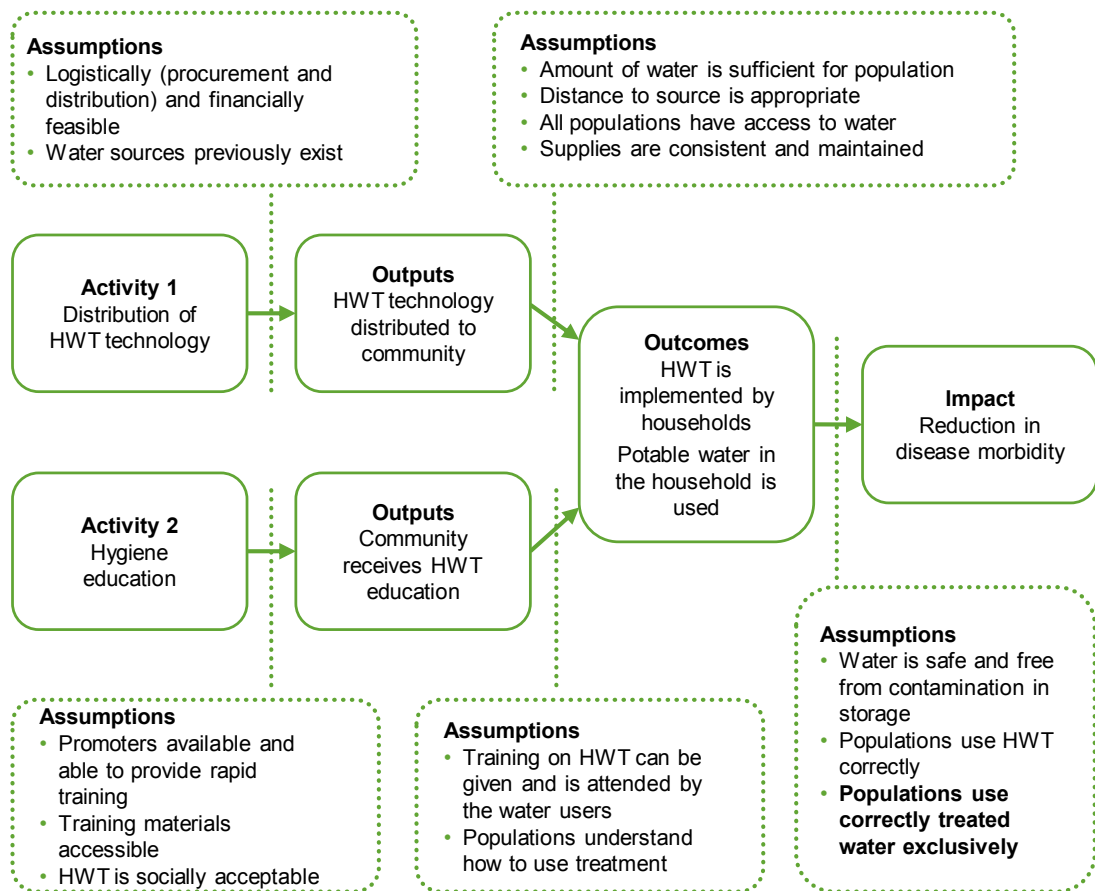 Assumptions
• Logistically (procurement and
distribution) and financially
feasible
• Water sources previously exist
Assumptions
• Amount of water is sufficient for population
• Distance to source is appropriate
• All populations have access to water
• Supplies are consistent and maintained
Activity 1
Distribution of
HWT technology
Outputs
HWT technology
distributed to
community
Outcomes
HWT is
implemented by
households
Potable water in
the household is
used
Impact
Reduction in
disease morbidity
Activity 2
Hygiene
education
Outputs
Community
receives HWT
education
Assumptions
• Promoters available and
able to provide rapid
training
• Training materials
accessible
• HWT is socially acceptable
Assumptions
• Training on HWT can be
given and is attended by
the water users
• Populations understand
how to use treatment
Assumptions
• Water is safe and free
from contamination in
storage
• Populations use HWT
correctly
• Populations use
correctly treated
water exclusively